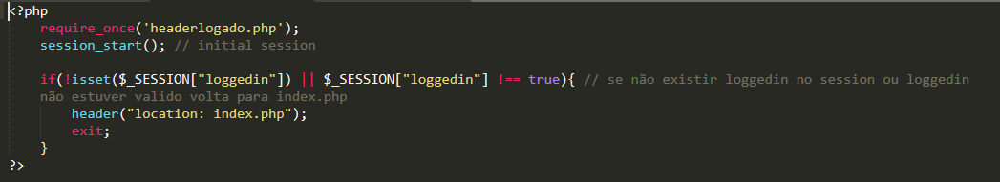 <?php
require_once('headerlogado.php');
session_start(); // initial session
if(!isset($_SESSION["loggedin"]) || $_SESSION["loggedin"] !== true){ // se não existir loggedin no session ou loggedin
não estuver valido volta para index.php
header("location: index.php");
exit;
}
?>